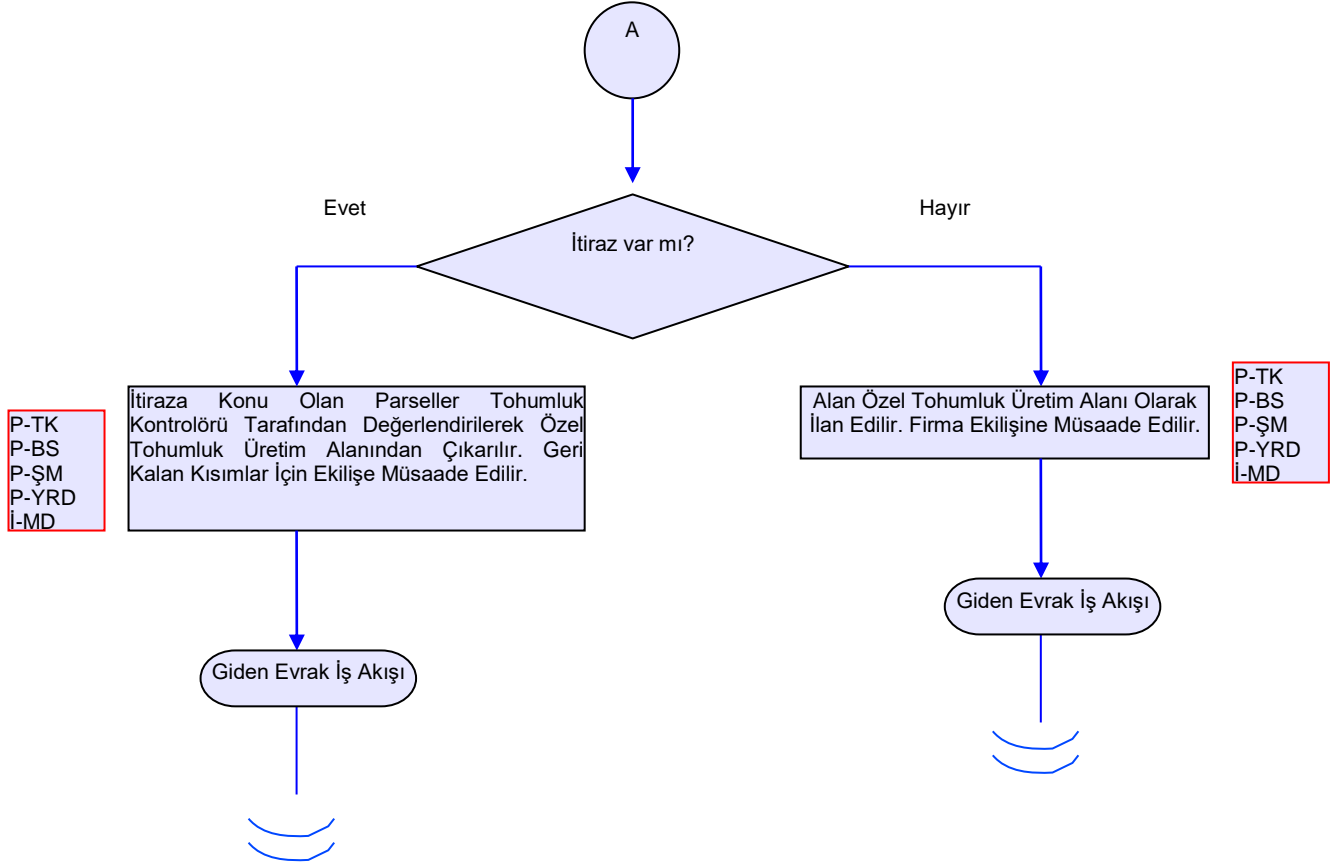 A
Evet
Hayır
İtiraz var mı?
P-TK
P-BS
P-ŞM
P-YRD
İ-MD
İtiraza Konu Olan Parseller Tohumluk
Kontrolörü Tarafından Değerlendirilerek Özel
Tohumluk Üretim Alanından Çıkarılır. Geri
Kalan Kısımlar İçin Ekilişe Müsaade Edilir.
Alan Özel Tohumluk Üretim Alanı Olarak
İlan Edilir. Firma Ekilişine Müsaade Edilir.
P-TK
P-BS
P-ŞM
P-YRD
İ-MD
Giden Evrak İş Akışı
Giden Evrak İş Akışı